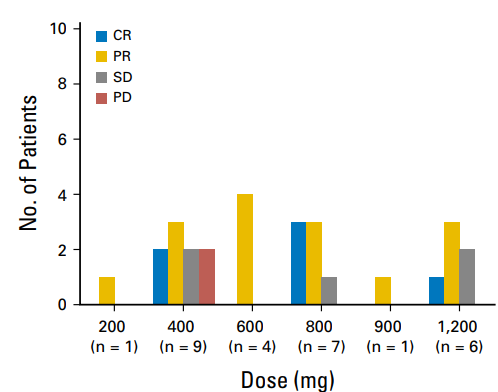 No. of Patients
10
8
6
4
2
0
CR
PR
SD
PD
200 400 600 800 900 1,200
(n = 1) (n = 9) (n = 4) (n = 7) (n = 1) (n = 6)
Dose (mg)